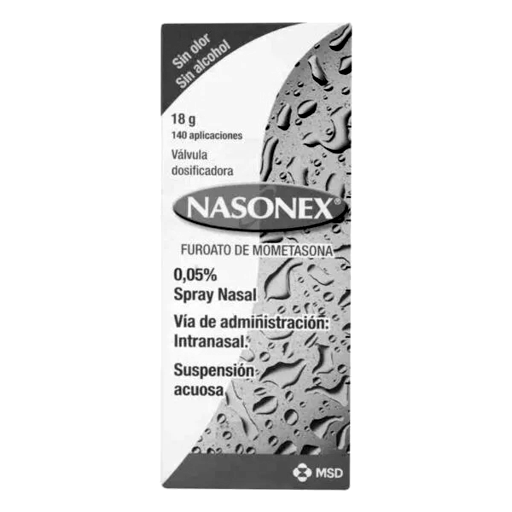 Sin olor
Sin alcohol
18 g
140 aplicaciones
Válvula
dosificadora
NASONEX®
FUROATO DE MOMETASONA
0,05%
Spray Nasal
Vía de administración:
Intranasal.
Suspensión
acuosa
MSD